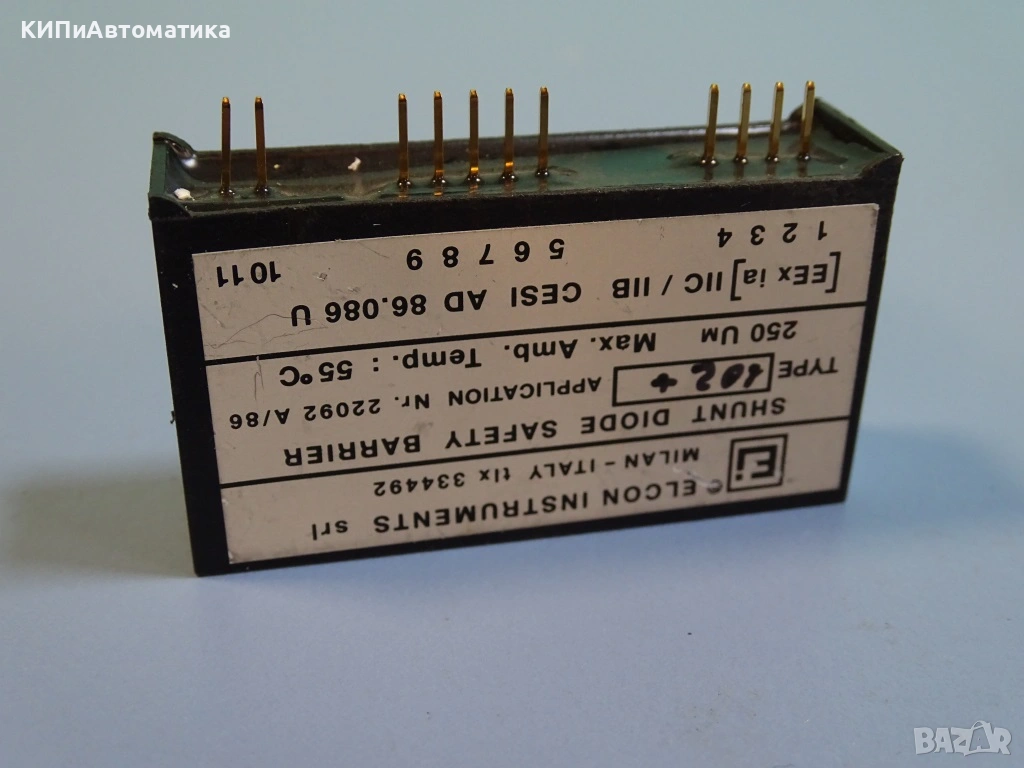 КИПиАвтоматика
Ei
© ELCON INSTRUMENTS srl
MILAN - ITALY tlx 334492
SHUNT DIODE SAFETY BARRIER
TYPE 102+ APPLICATION Nr. 22092 A/86
250 UM Max. Amb. Temp. : 55°C
[EEx ia] IIC / IIB CESI AD 86.086 U
1 2 3 4 5 6 7 8 9 10 11
BAZAR